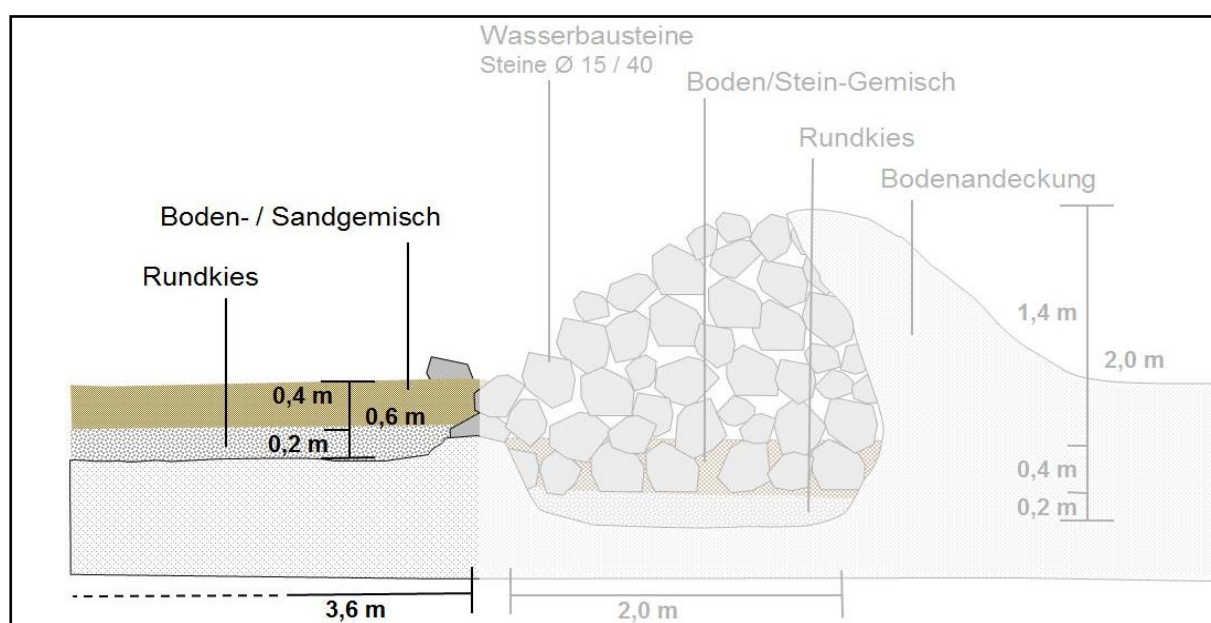 Wasserbausteine
Steine Ø 15 / 40
Boden/Stein-Gemisch
Rundkies
Bodenandeckung
Boden- / Sandgemisch
Rundkies
1,4 m
2,0 m
0,4 m
0,6 m
0,2 m
0,4 m
0,2 m
3,6 m
2,0 m